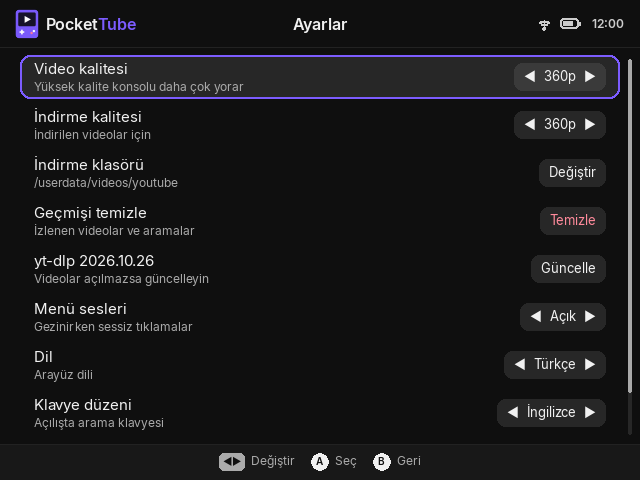 PocketTube
Ayarlar
12:00
Video kalitesi
Yüksek kalite konsolu daha çok yorar
◀ 360p ▶
İndirme kalitesi
İndirilen videolar için
◀ 360p ▶
İndirme klasörü
/userdata/videos/youtube
Değiştir
Geçmişi temizle
İzlenen videolar ve aramalar
Temizle
yt-dlp 2026.10.26
Videolar açılmazsa güncelleyin
Güncelle
Menü sesleri
Gezinirken sessiz tıklamalar
◀ Açık ▶
Dil
Arayüz dili
◀ Türkçe ▶
Klavye düzeni
Açılışta arama klavyesi
◀ İngilizce ▶
◀▶ Değiştir A Seç B Geri